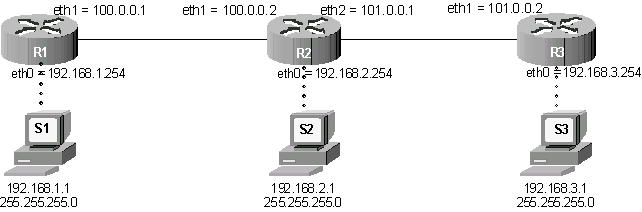 eth1 = 100.0.0.1
eth1 = 100.0.0.2
eth2 = 101.0.0.1
eth1 = 101.0.0.2
R1
R2
R3
eth0 = 192.168.1.254
eth0 = 192.168.2.254
eth0 = 192.168.3.254
S1
S2
S3
192.168.1.1
255.255.255.0
192.168.2.1
255.255.255.0
192.168.3.1
255.255.255.0